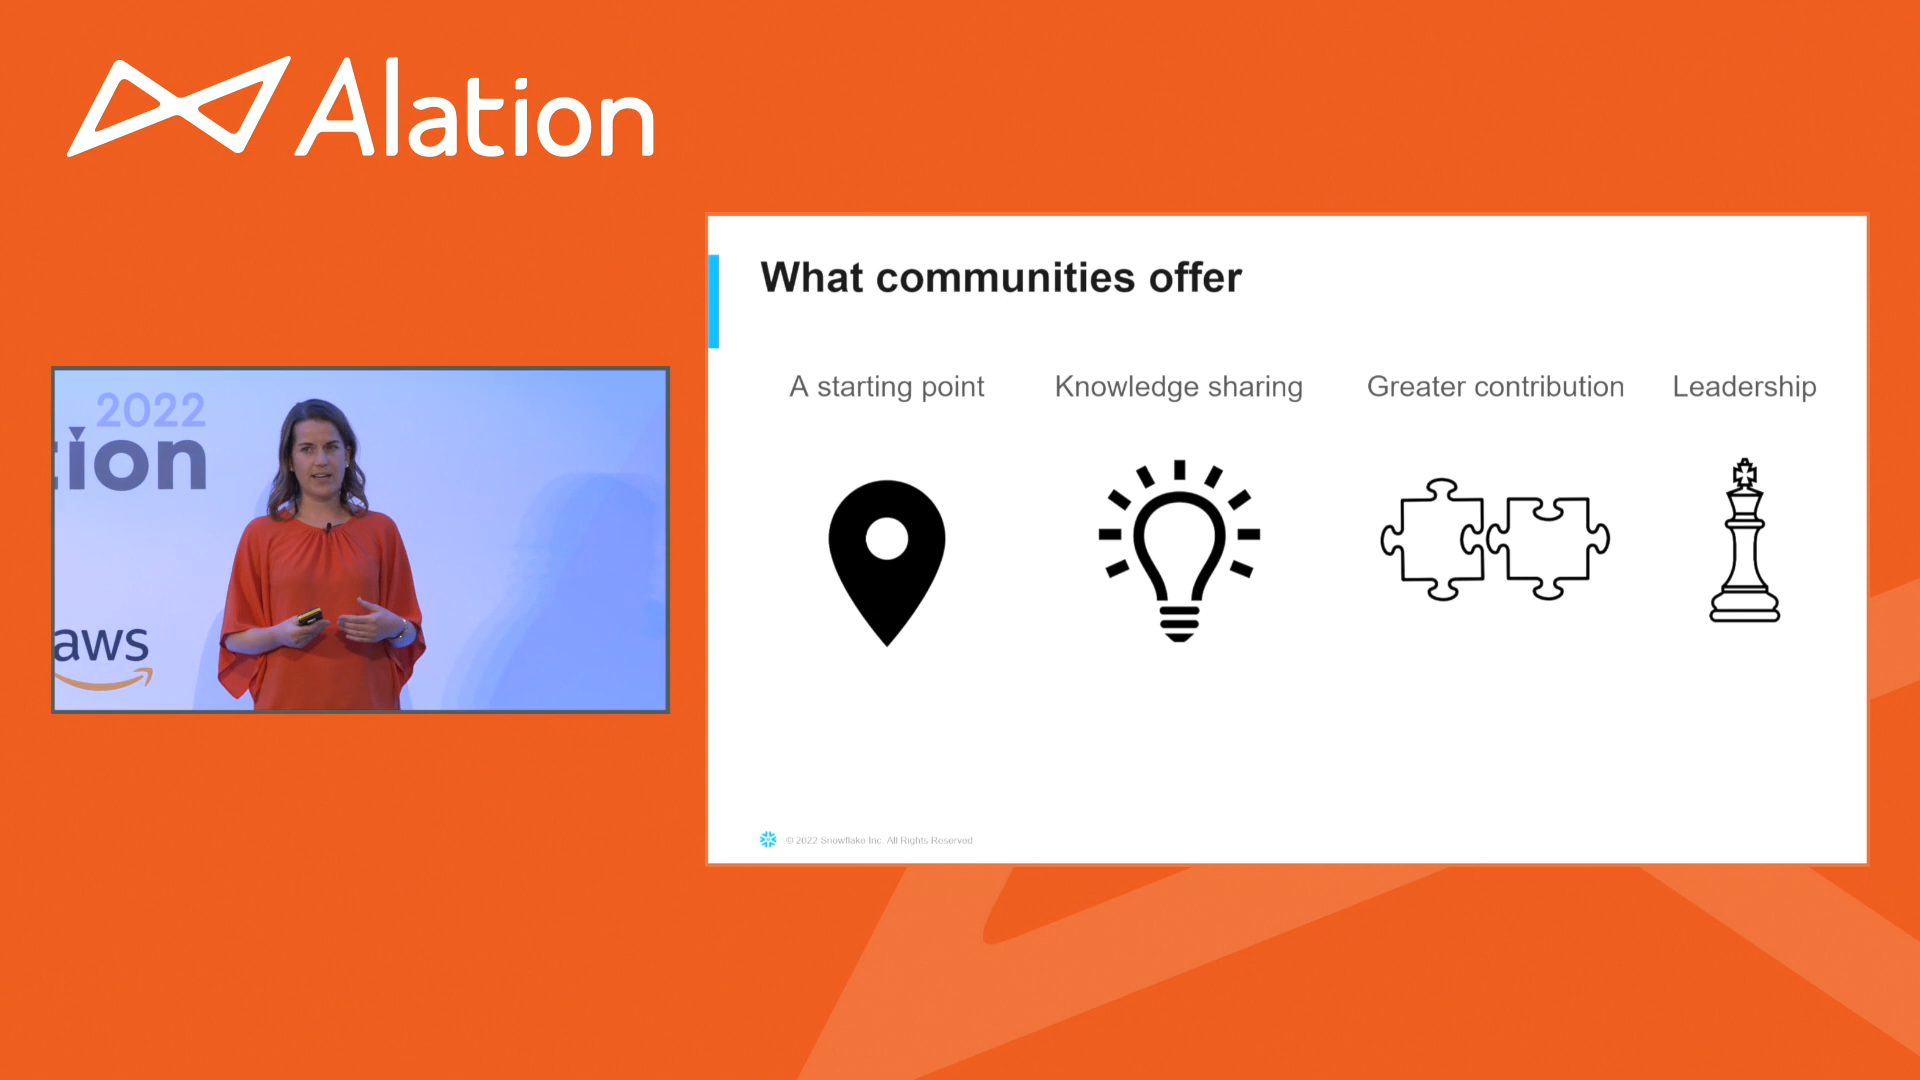 Alation
2022
tion
aws
What communities offer
A starting point
Knowledge sharing
Greater contribution
Leadership
© 2022 Snowflake Inc. All Rights Reserved